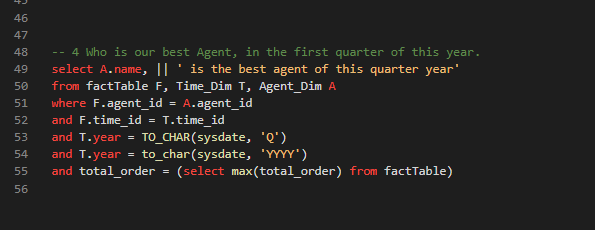 45
46
47
48 -- 4 Who is our best Agent, in the first quarter of this year.
49 select A.name, || ' is the best agent of this quarter year'
50 from factTable F, Time_Dim T, Agent_Dim A
51 where F.agent_id = A.agent_id
52 and F.time_id = T.time_id
53 and T.year = TO_CHAR(sysdate, 'Q')
54 and T.year = to_char(sysdate, 'YYYY')
55 and total_order = (select max(total_order) from factTable)
56